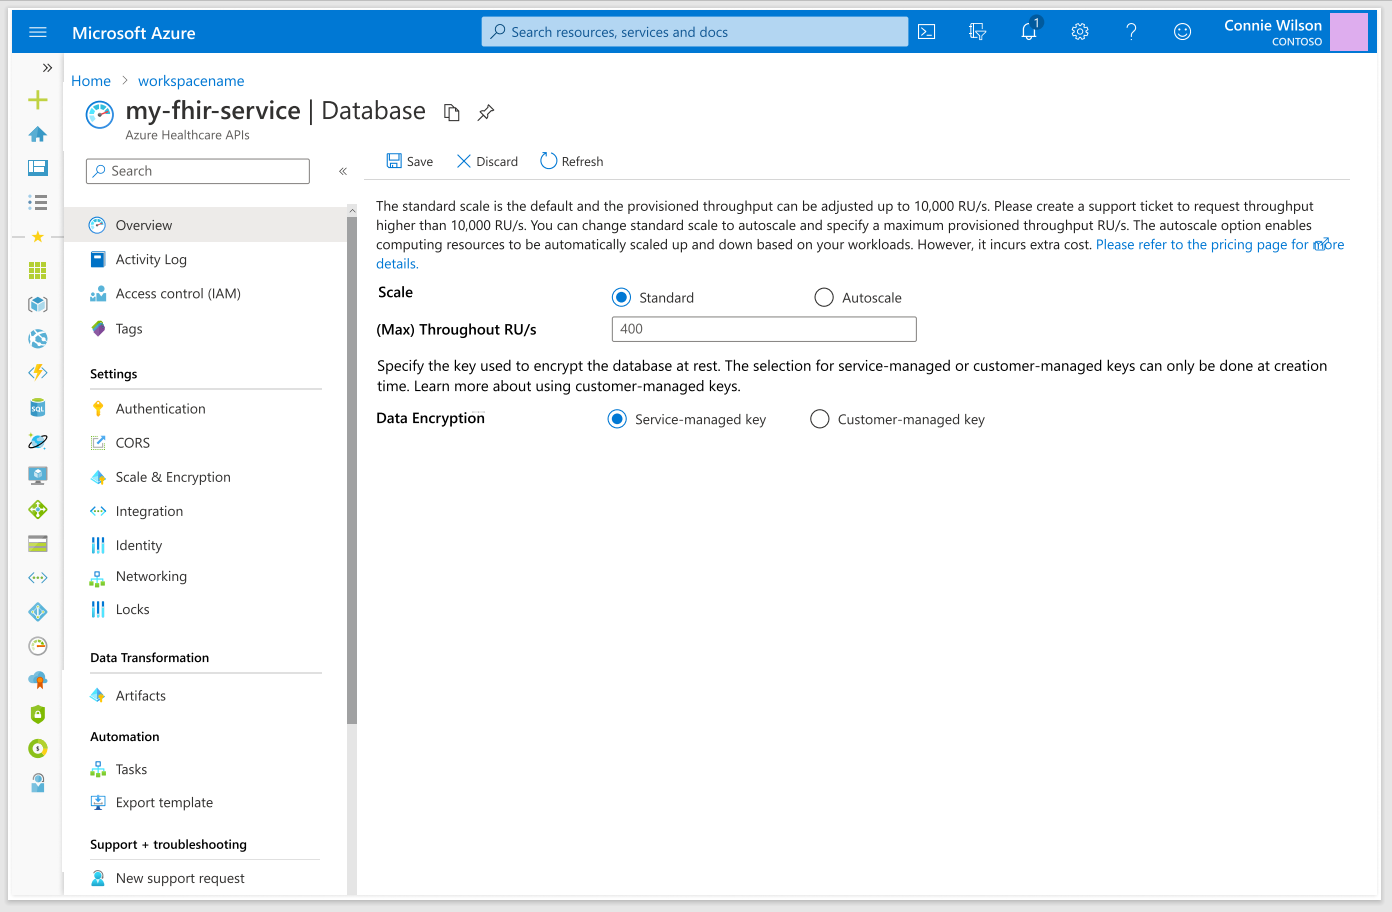 Microsoft Azure
Search resources, services and docs
1
Connie Wilson
CONTOSO
Home > workspacename
my-fhir-service | Database
Azure Healthcare APIs
Search
«
Save
Discard
Refresh
Overview
Activity Log
Access control (IAM)
Tags
Settings
Authentication
CORS
Scale & Encryption
Integration
Identity
Networking
Locks
Data Transformation
Artifacts
Automation
Tasks
Export template
Support + troubleshooting
New support request
The standard scale is the default and the provisioned throughput can be adjusted up to 10,000 RU/s. Please create a support ticket to request throughput
higher than 10,000 RU/s. You can change standard scale to autoscale and specify a maximum provisioned throughput RU/s. The autoscale option enables
computing resources to be automatically scaled up and down based on your workloads. However, it incurs extra cost. Please refer to the pricing page for more
details.
Scale
Standard
Autoscale
(Max) Throughout RU/s
400
Specify the key used to encrypt the database at rest. The selection for service-managed or customer-managed keys can only be done at creation
time. Learn more about using customer-managed keys.
Data Encryption
Service-managed key
Customer-managed key